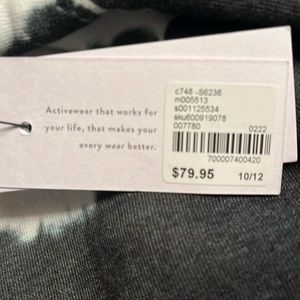 Activewear that works for
your life, that makes your
every wear better.
c748 -S6236
m005513
s001125534
sku600919078
007780 0222
700007400420
$79.95 10/12